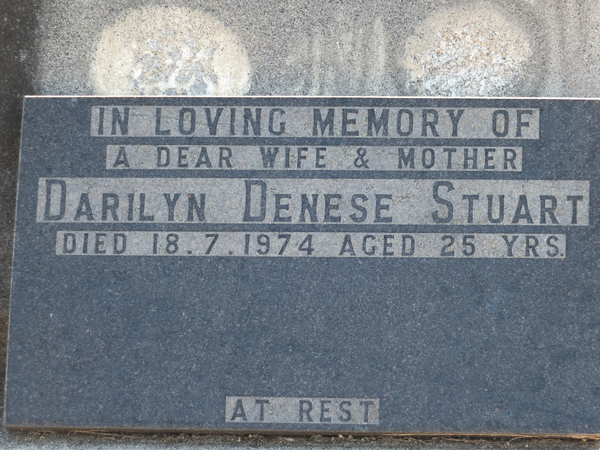 IN LOVING MEMORY OF
A DEAR WIFE & MOTHER
DARILYN DENESE STUART
DIED 18.7.1974 AGED 25 YRS.
AT REST